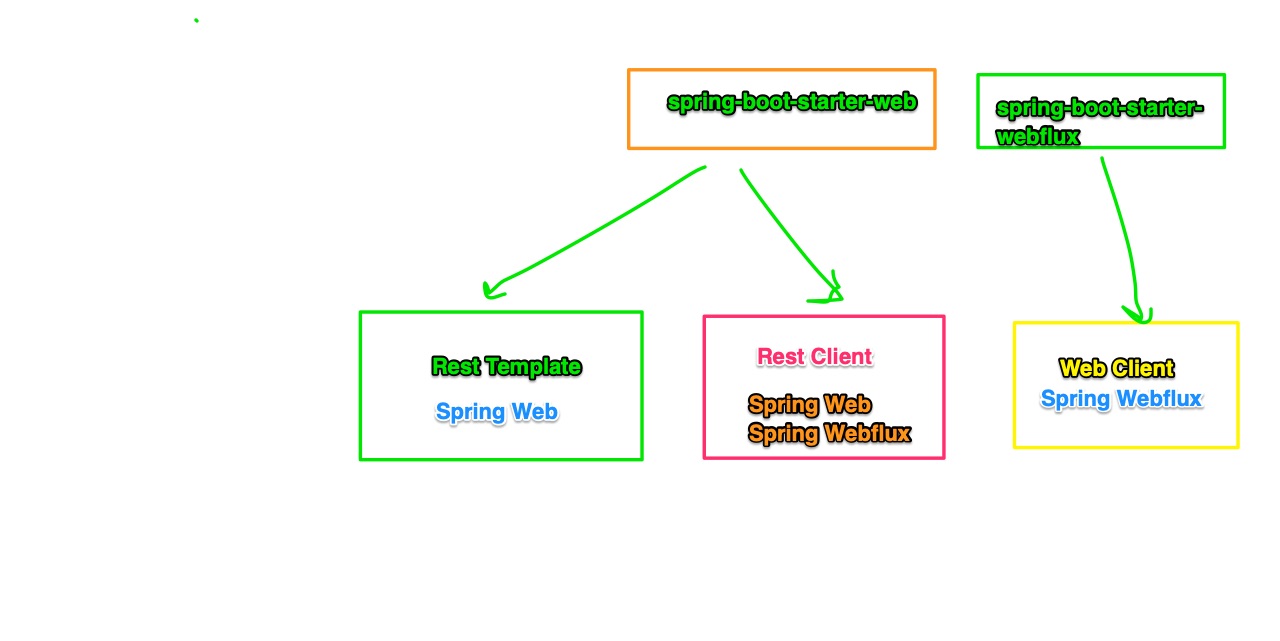 spring-boot-starter-web
spring-boot-starter-
webflux
Rest Template
Spring Web
Rest Client
Spring Web
Spring Webflux
Web Client
Spring Webflux